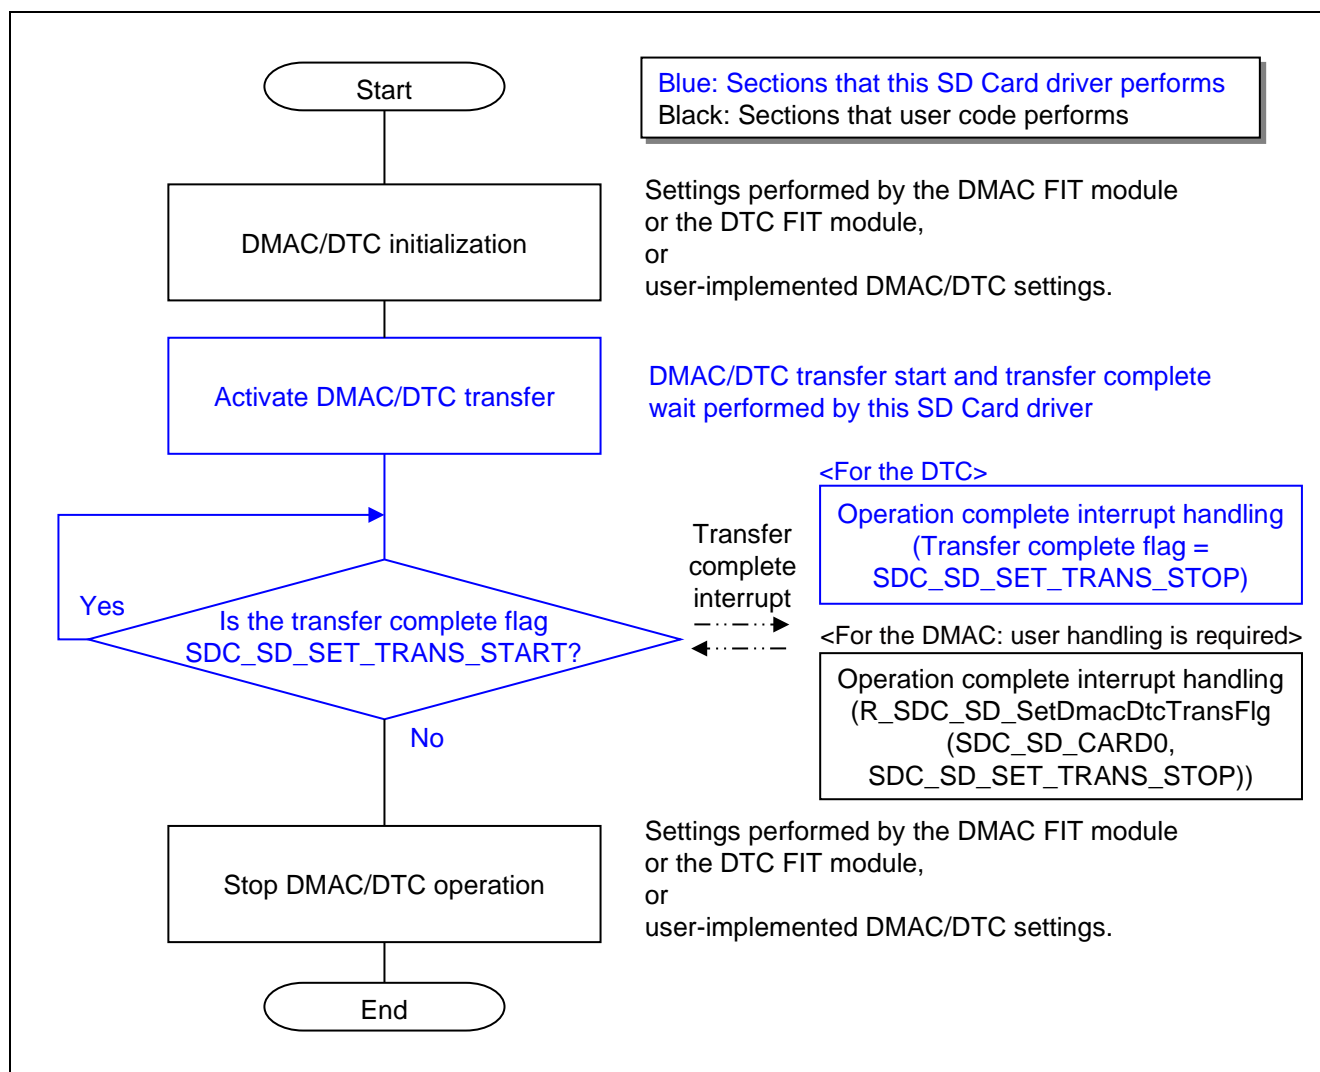 Start
Blue: Sections that this SD Card driver performs
Black: Sections that user code performs
DMAC/DTC initialization
Settings performed by the DMAC FIT module
or the DTC FIT module,
or
user-implemented DMAC/DTC settings.
Activate DMAC/DTC transfer
DMAC/DTC transfer start and transfer complete
wait performed by this SD Card driver
Yes
Is the transfer complete flag
SDC_SD_SET_TRANS_START?
No
Transfer
complete
interrupt
<For the DTC>
Operation complete interrupt handling
(Transfer complete flag =
SDC_SD_SET_TRANS_STOP)
<For the DMAC: user handling is required>
Operation complete interrupt handling
(R_SDC_SD_SetDmacDtcTransFlg
(SDC_SD_CARD0,
SDC_SD_SET_TRANS_STOP))
Stop DMAC/DTC operation
Settings performed by the DMAC FIT module
or the DTC FIT module,
or
user-implemented DMAC/DTC settings.
End